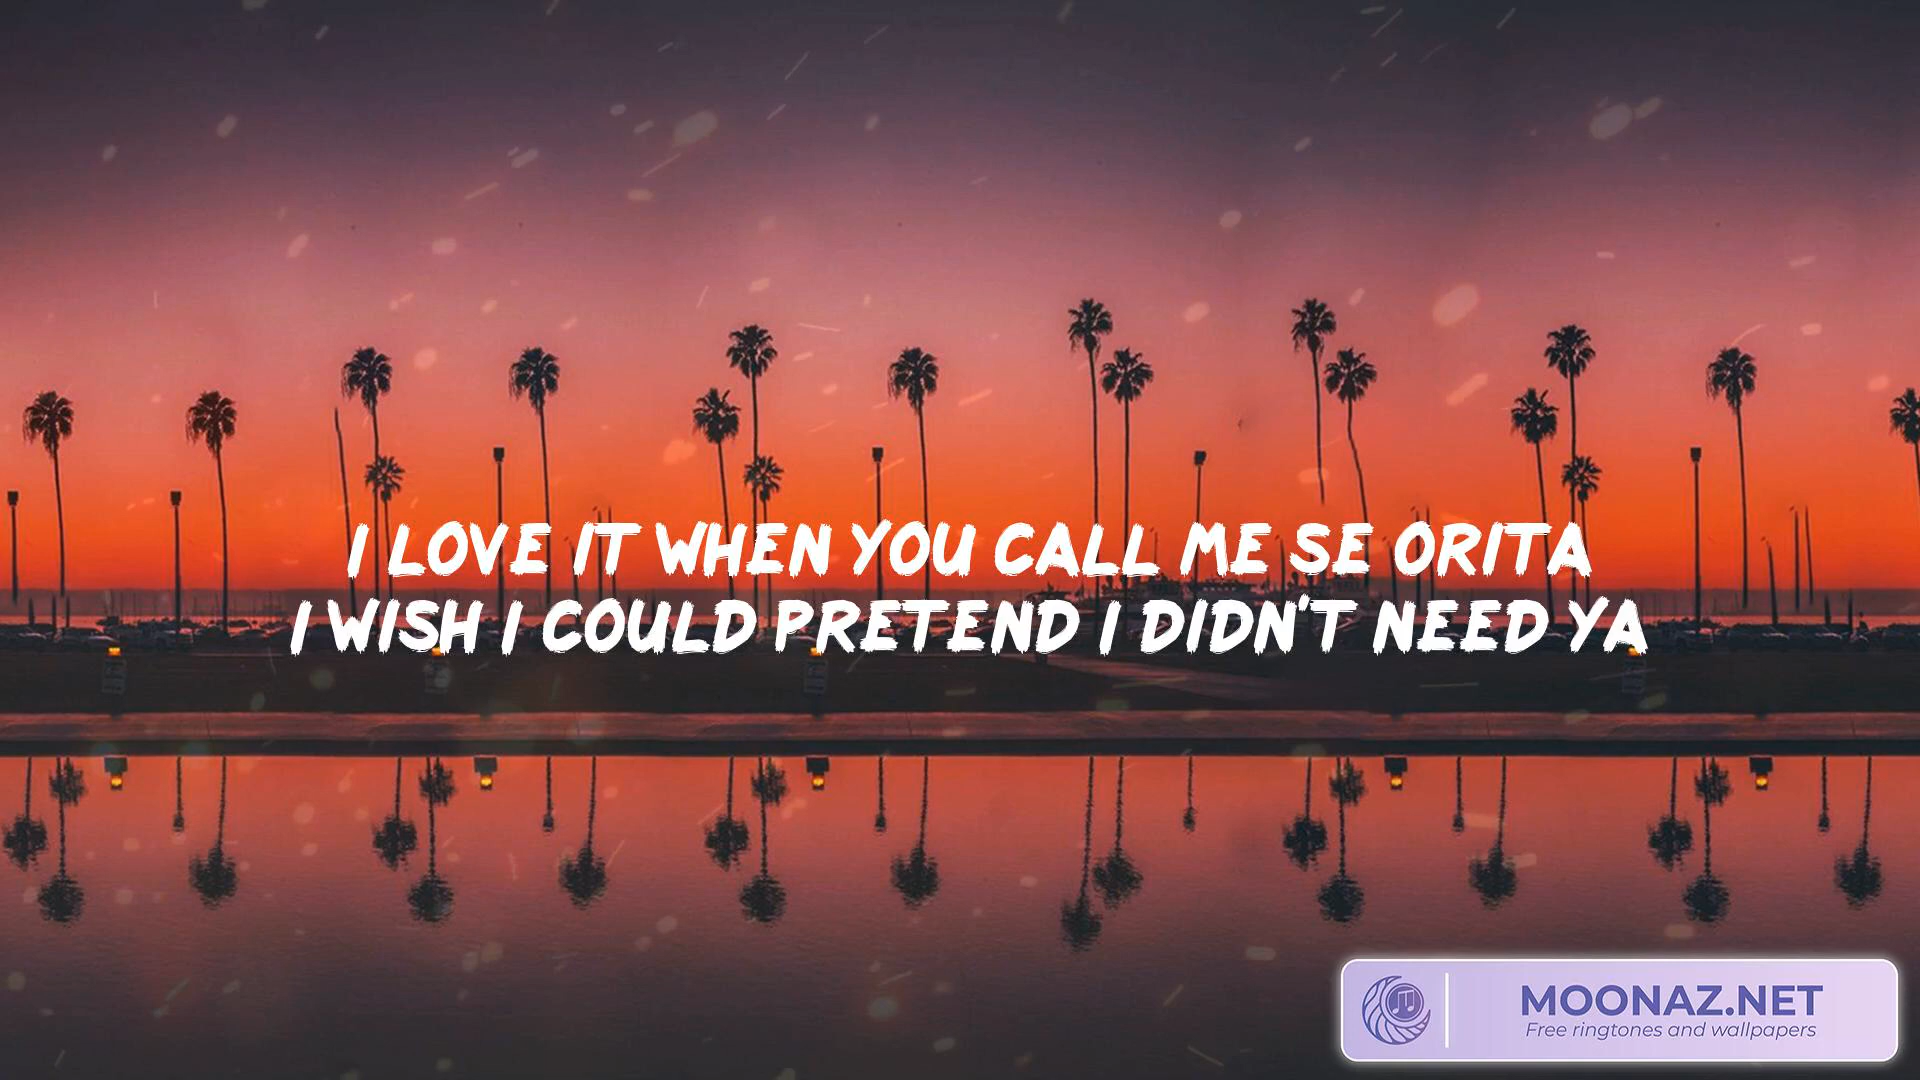 I LOVE IT WHEN YOU CALL ME SE ORITA
I WISH I COULD PRETEND I DIDN'T NEED YA
MOONAZ.NET
Free ringtones and wallpapers